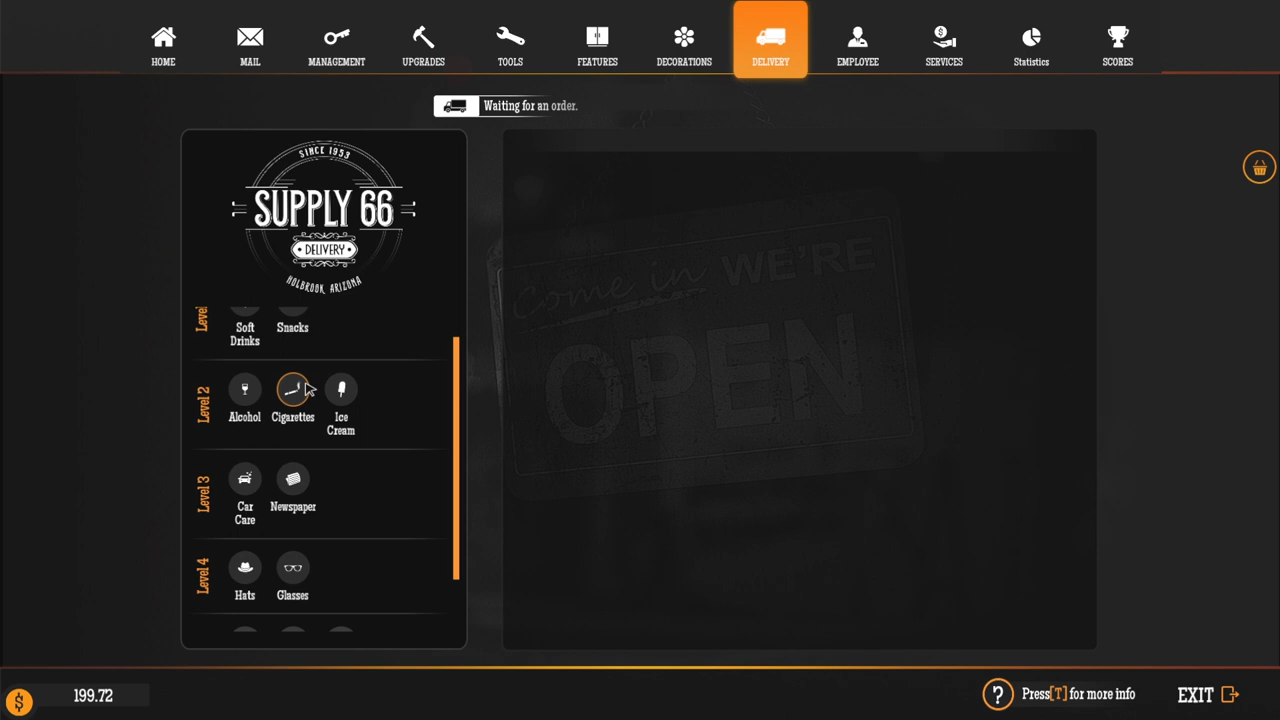 HOME MAIL MANAGEMENT UPGRADES TOOLS FEATURES DECORATIONS DELIVERY EMPLOYEE SERVICES Statistics SCORES
Waiting for an order.
SINCE 1953
SUPPLY 66
• DELIVERY •
HOLBROOK, ARIZONA
Level
Soft Drinks
Snacks
Level 2
Alcohol
Cigarettes
Ice Cream
Level 3
Car Care
Newspaper
Level 4
Hats
Glasses
Come in WE'RE
OPEN
$ 199.72
? Press[T] for more info
EXIT